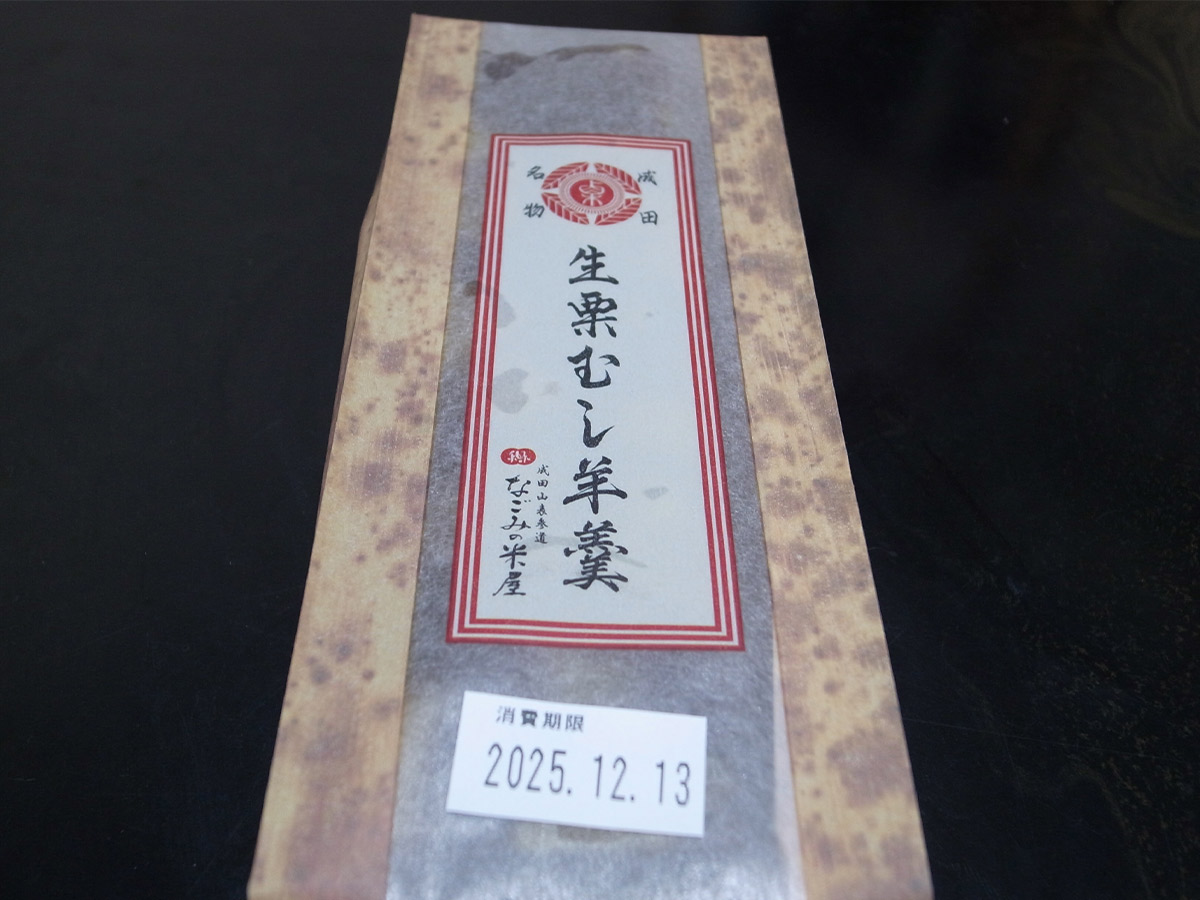 成田
名物
生栗むし羊羹
成田山表参道
なごみの米屋
消費期限
2025.12.13